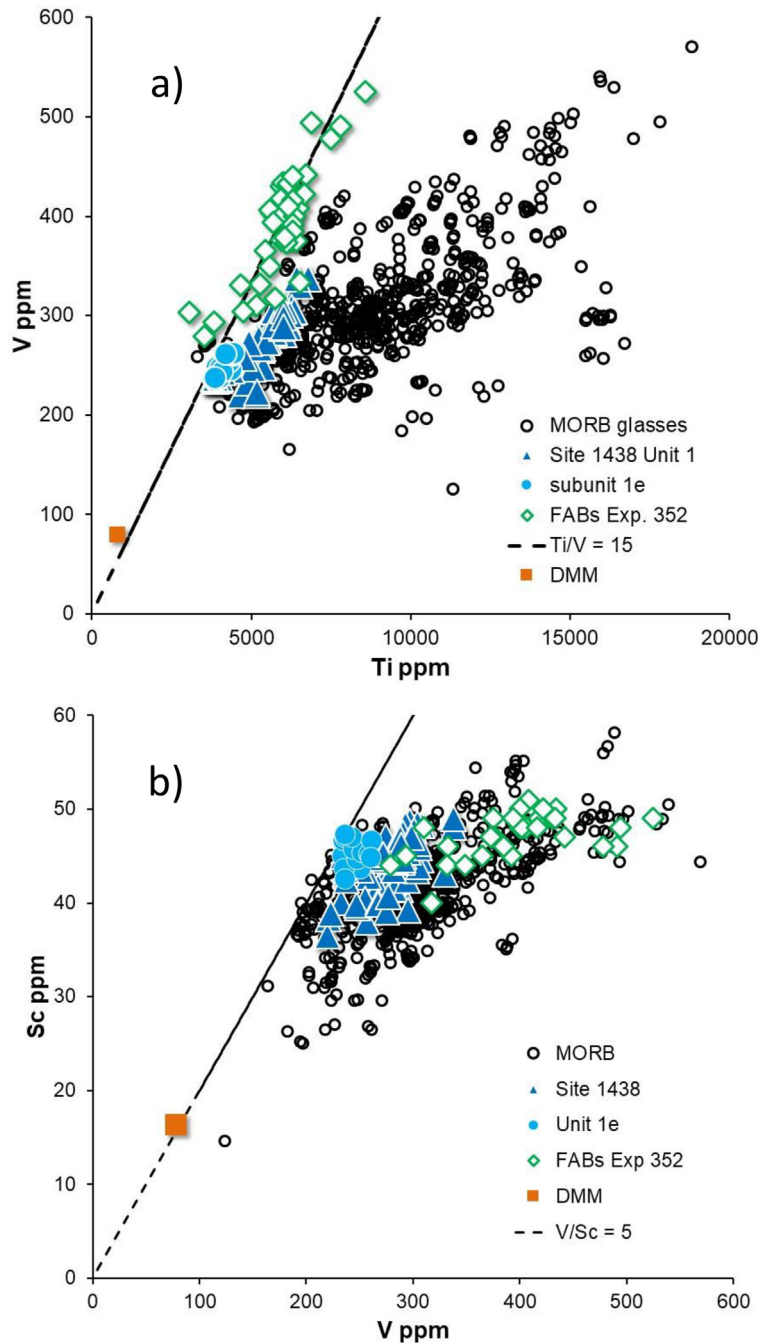 a)
600
500
400
300
200
100
0
V ppm
0 5000 10000 15000 20000
Ti ppm
MORB glasses
Site 1438 Unit 1
subunit 1e
FABs Exp. 352
Ti/V = 15
DMM
b)
60
50
40
30
20
10
0
Sc ppm
0 100 200 300 400 500 600
V ppm
MORB
Site 1438
Unit 1e
FABs Exp 352
DMM
V/Sc = 5